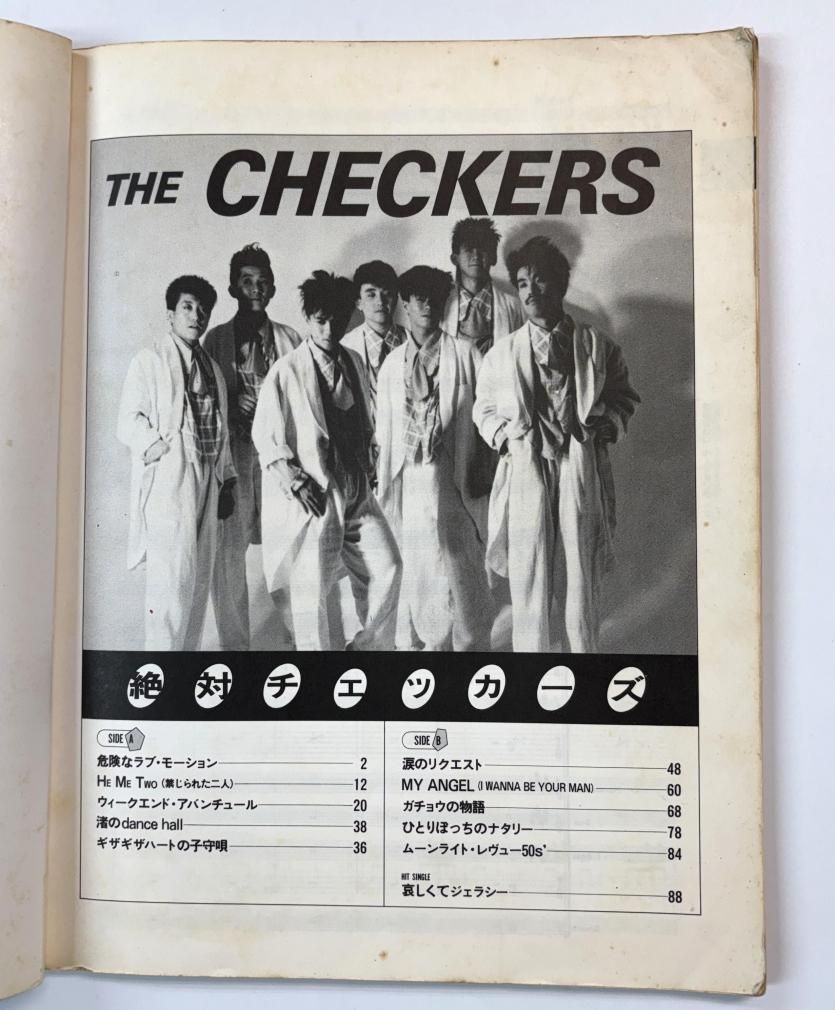 THE CHECKERS
絶対チェッカーズ
SIDE A
危険なラブ・モーション 2
HE ME TWO (禁じられた二人) 12
ウィークエンド・アバンチュール 20
渚のdance hall 38
ギザギザハートの子守唄 36
SIDE B
涙のリクエスト 48
MY ANGEL (I WANNA BE YOUR MAN) 60
ガチョウの物語 68
ひとりぼっちのナタリー 78
ムーンライト・レヴュー50s' 84
HIT SINGLE
哀しくてジェラシー 88